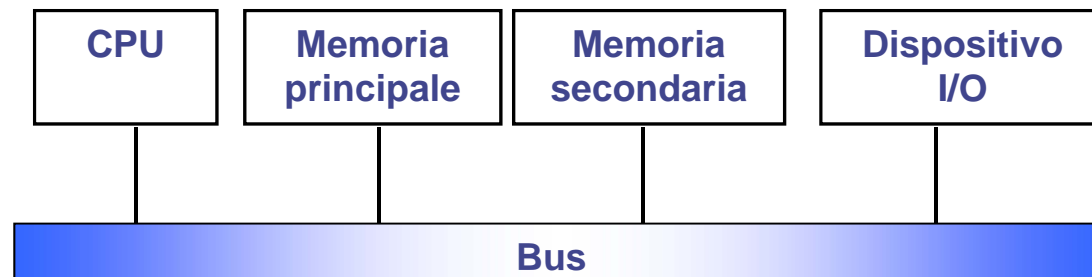 CPU
Memoria
principale
Memoria
secondaria
Dispositivo
I/O
Bus